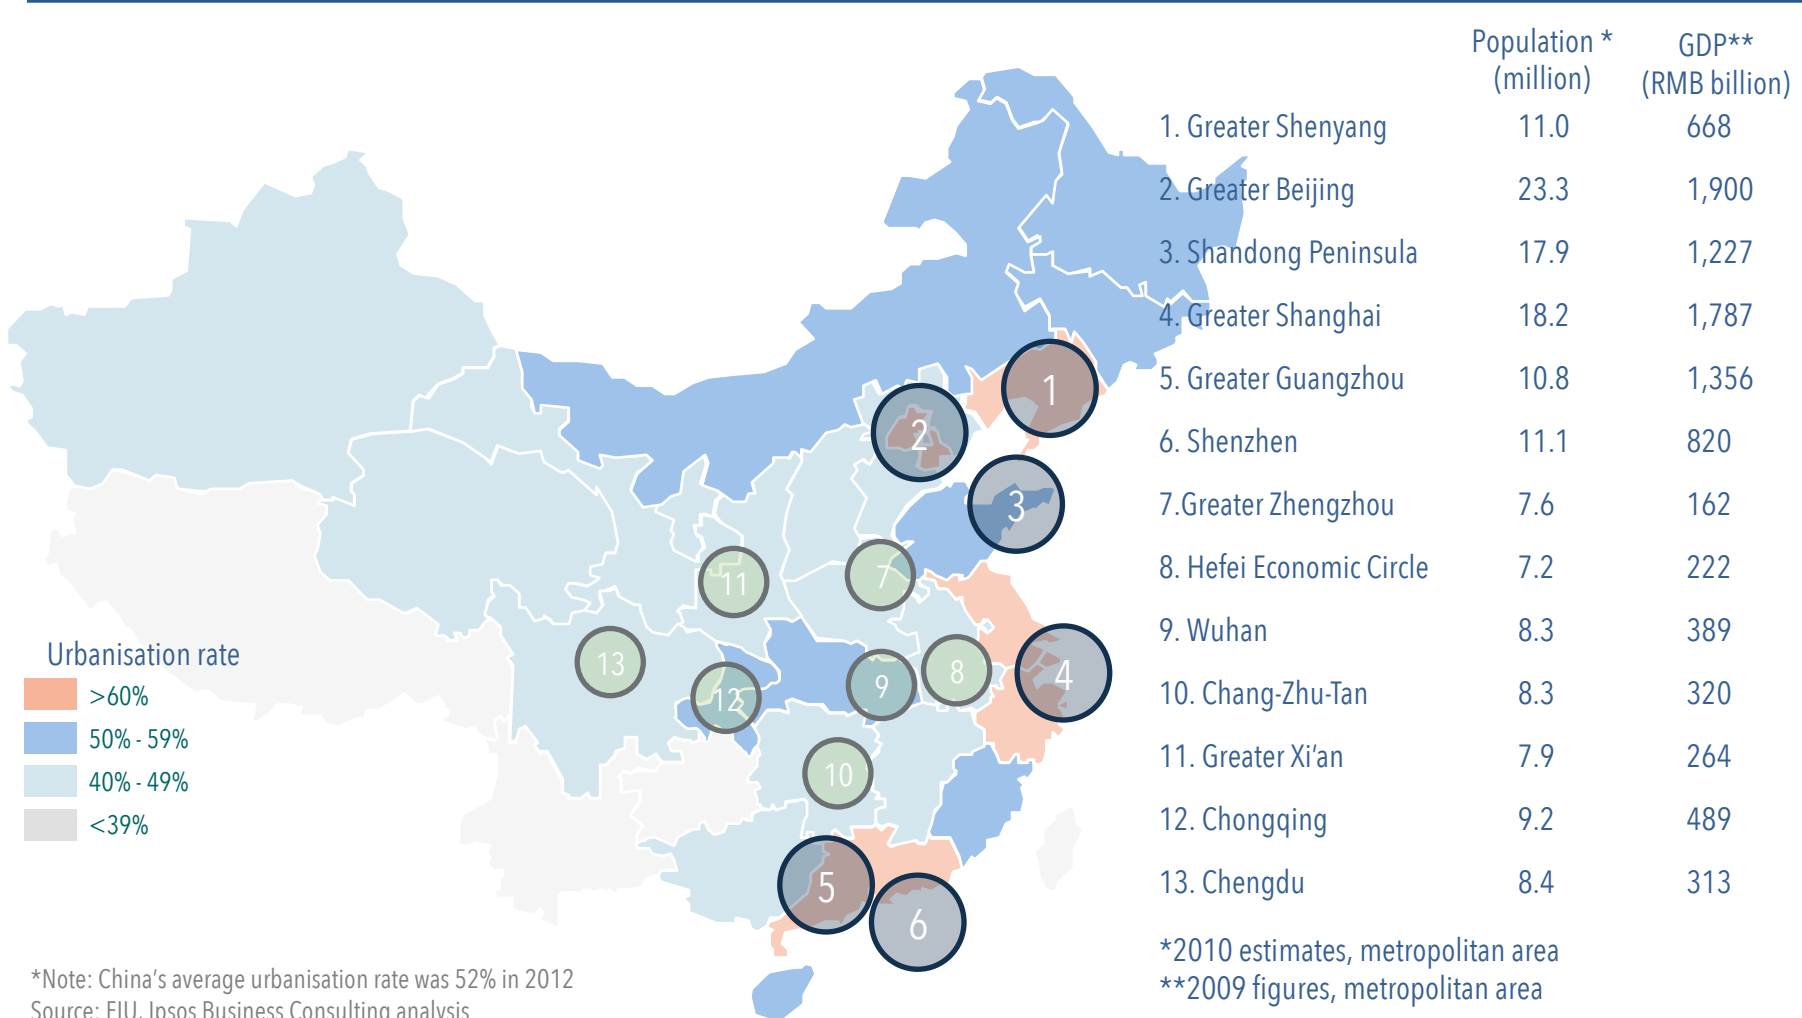 Population * GDP**
(million) (RMB billion)
1. Greater Shenyang 11.0 668
2. Greater Beijing 23.3 1,900
3. Shandong Peninsula 17.9 1,227
4. Greater Shanghai 18.2 1,787
5. Greater Guangzhou 10.8 1,356
6. Shenzhen 11.1 820
7.Greater Zhengzhou 7.6 162
8. Hefei Economic Circle 7.2 222
9. Wuhan 8.3 389
10. Chang-Zhu-Tan 8.3 320
11. Greater Xi’an 7.9 264
12. Chongqing 9.2 489
13. Chengdu 8.4 313
*2010 estimates, metropolitan area
**2009 figures, metropolitan area
1
2
3
11
7
13
12
9
8
4
10
5
6
Urbanisation rate
>60%
50% - 59%
40% - 49%
<39%
*Note: China’s average urbanisation rate was 52% in 2012
Source: EIU, Ipsos Business Consulting analysis